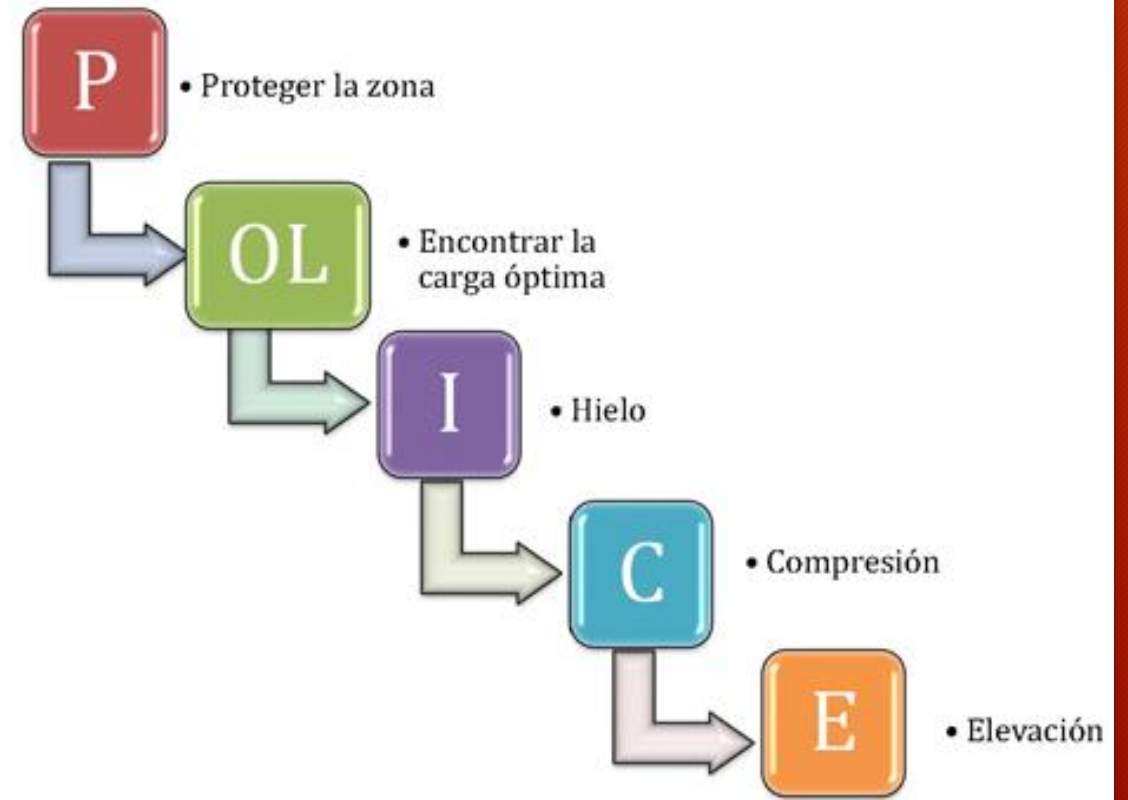 P
• Proteger la zona
OL
• Encontrar la
carga óptima
I
• Hielo
C
• Compresión
E
• Elevación